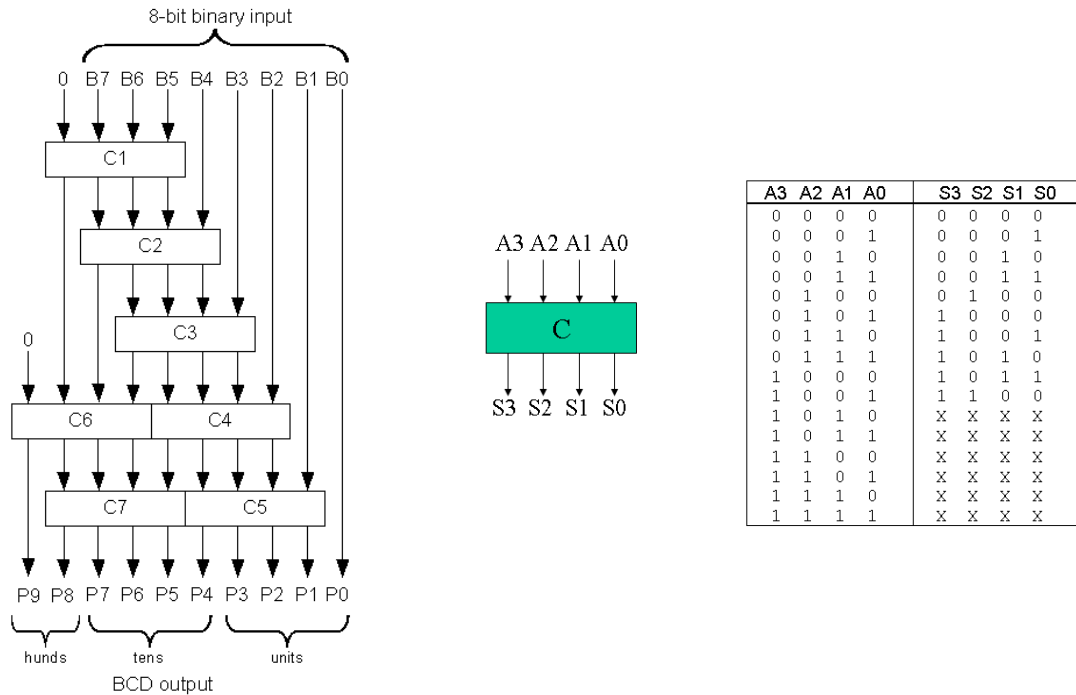 8-bit binary input
0 B7 B6 B5 B4 B3 B2 B1 B0
C1
C2
C3
0
C6 C4
C7 C5
P9 P8 P7 P6 P5 P4 P3 P2 P1 P0
hunds tens units
BCD output
A3 A2 A1 A0
C
S3 S2 S1 S0
A3 A2 A1 A0 S3 S2 S1 S0
0 0 0 0 0 0 0 0
0 0 0 1 0 0 0 1
0 0 1 0 0 0 1 0
0 0 1 1 0 0 1 1
0 1 0 0 0 1 0 0
0 1 0 1 1 0 0 0
0 1 1 0 1 0 0 1
0 1 1 1 1 0 1 0
1 0 0 0 1 0 1 1
1 0 0 1 1 1 0 0
1 0 1 0 X X X X
1 0 1 1 X X X X
1 1 0 0 X X X X
1 1 0 1 X X X X
1 1 1 0 X X X X
1 1 1 1 X X X X